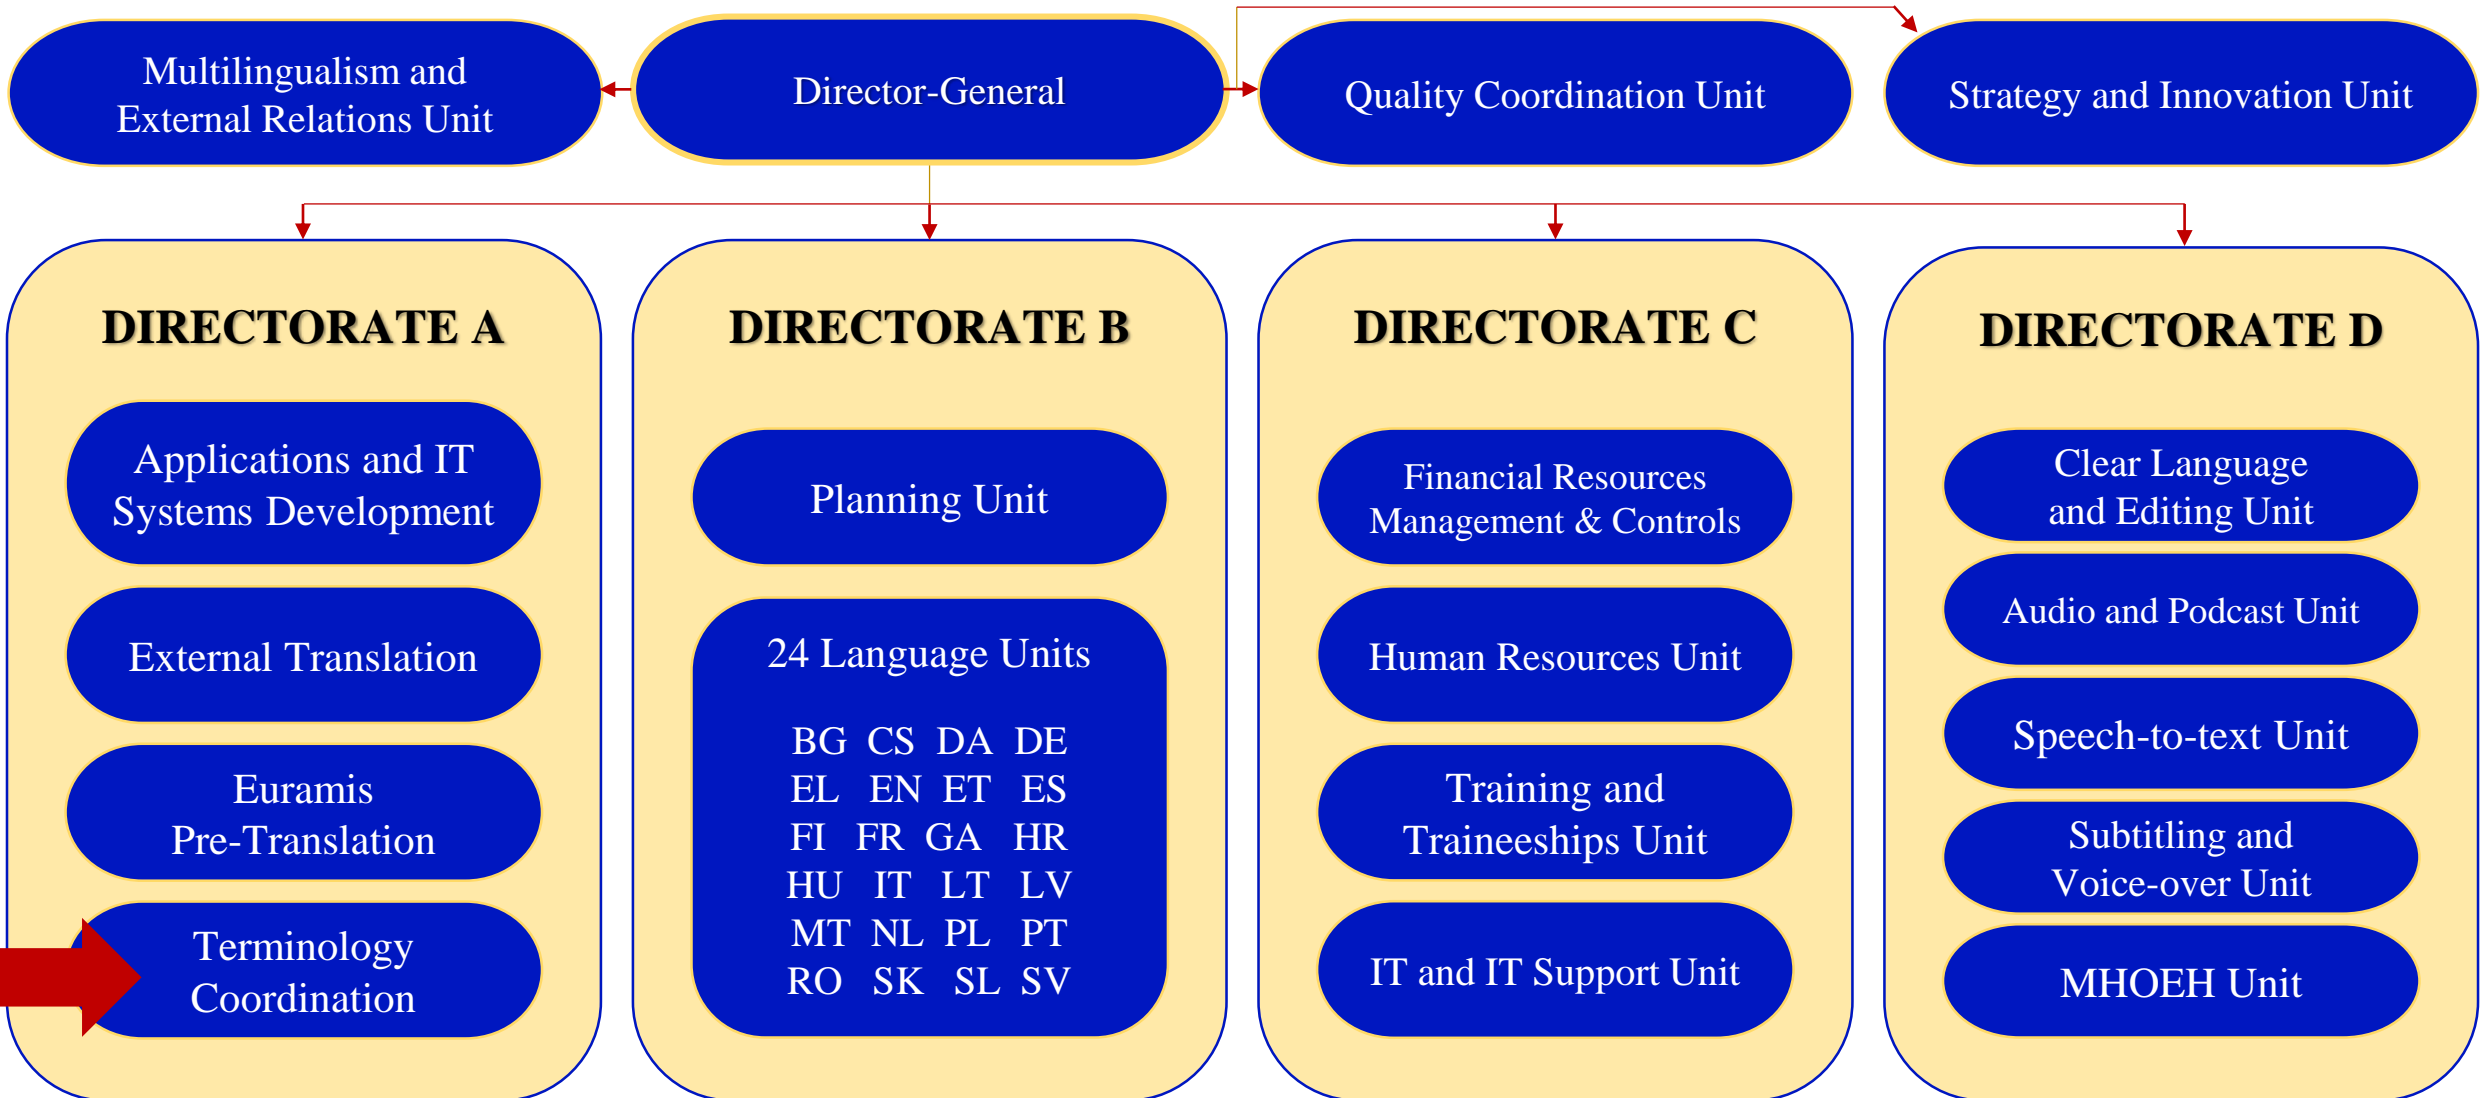 Multilingualism and
External Relations Unit
Director-General
Quality Coordination Unit
Strategy and Innovation Unit
DIRECTORATE A
Applications and IT
Systems Development
External Translation
Euramis
Pre-Translation
Terminology
Coordination
DIRECTORATE B
Planning Unit
24 Language Units
BG CS DA DE
EL EN ET ES
FI FR GA HR
HU IT LT LV
MT NL PL PT
RO SK SL SV
DIRECTORATE C
Financial Resources
Management & Controls
Human Resources Unit
Training and
Traineeships Unit
IT and IT Support Unit
DIRECTORATE D
Clear Language
and Editing Unit
Audio and Podcast Unit
Speech-to-text Unit
Subtitling and
Voice-over Unit
MHOEH Unit